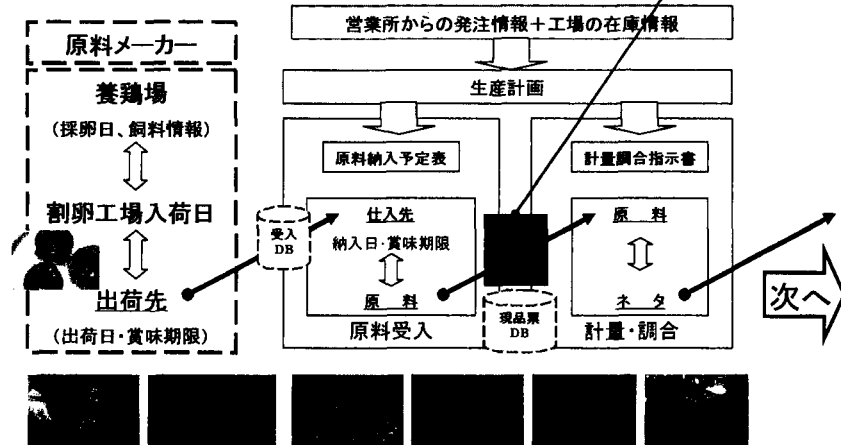 営業所からの発注情報＋工場の在庫情報
生産計画
原料メーカー
養鶏場
(採卵日、飼料情報)
割卵工場入荷日
出荷先
(出荷日・賞味期限)
受入
DB
原料納入予定表
仕入先
納入日・賞味期限
原 料
原料受入
現品票
DB
計量調合指示書
原 料
ネ タ
計量・調合
次へ